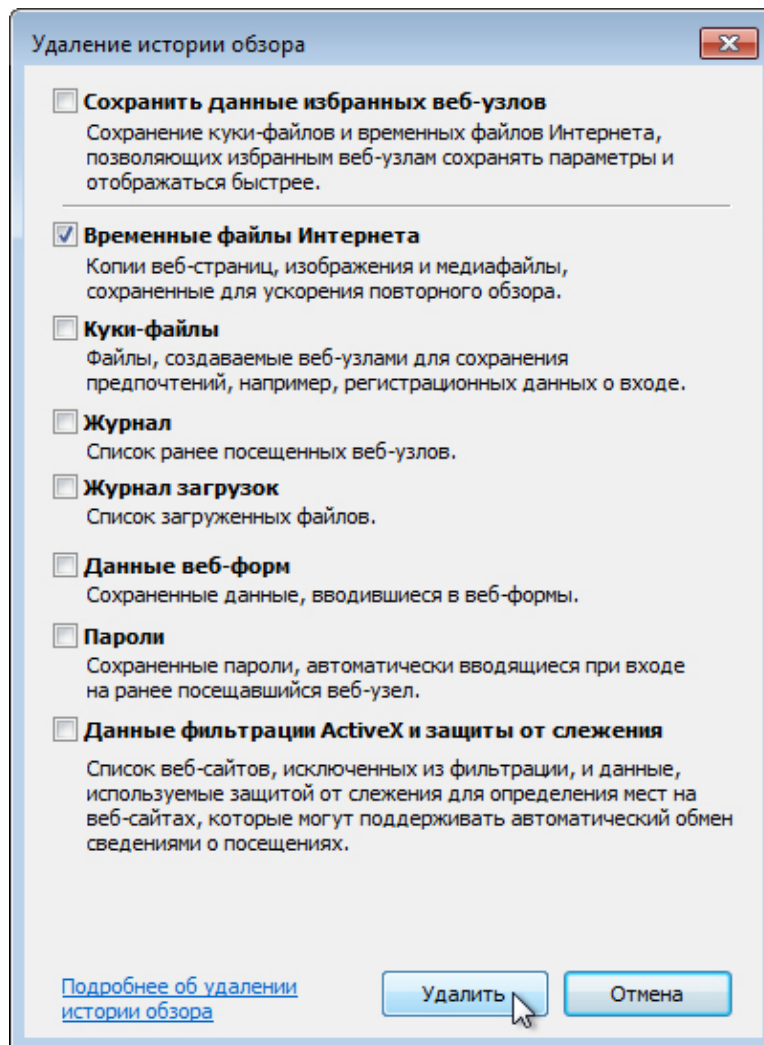 Удаление истории обзора
Сохранить данные избранных веб-узлов
Сохранение куки-файлов и временных файлов Интернета,
позволяющих избранным веб-узлам сохранять параметры и
отображаться быстрее.
Временные файлы Интернета
Копии веб-страниц, изображения и медиафайлы,
сохраненные для ускорения повторного обзора.
Куки-файлы
Файлы, создаваемые веб-узлами для сохранения
предпочтений, например, регистрационных данных о входе.
Журнал
Список ранее посещенных веб-узлов.
Журнал загрузок
Список загруженных файлов.
Данные веб-форм
Сохраненные данные, вводившиеся в веб-формы.
Пароли
Сохраненные пароли, автоматически вводящиеся при входе
на ранее посещавшийся веб-узел.
Данные фильтрации ActiveX и защиты от слежения
Список веб-сайтов, исключенных из фильтрации, и данные,
используемые защитой от слежения для определения мест на
веб-сайтах, которые могут поддерживать автоматический обмен
сведениями о посещениях.
Подробнее об удалении
истории обзора
Удалить
Отмена